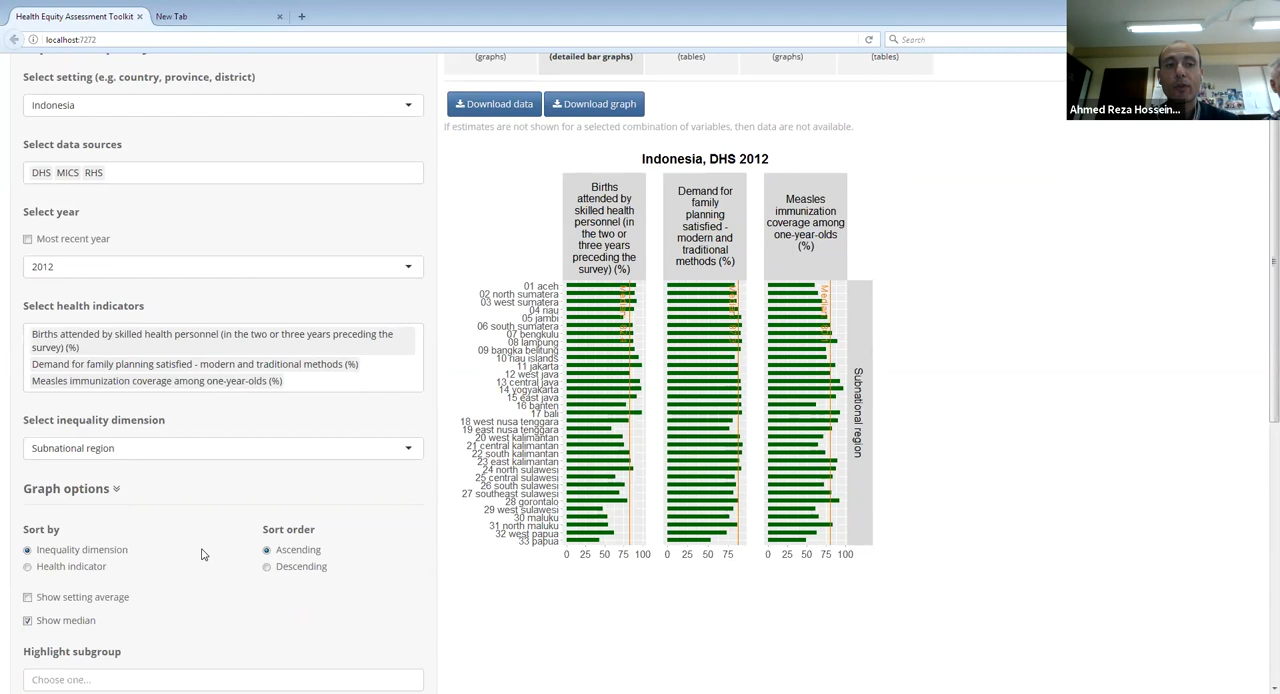 Health Equity Assessment Toolkit
New Tab
localhost:7272
Search
Ahmed Reza Hossein...
Select setting (e.g. country, province, district)
Indonesia
Select data sources
DHS MICS RHS
Select year
Most recent year
2012
Select health indicators
Births attended by skilled health personnel (in the two or three years preceding the
survey) (%)
Demand for family planning satisfied - modern and traditional methods (%)
Measles immunization coverage among one-year-olds (%)
Select inequality dimension
Subnational region
Graph options
Sort by
Sort order
Inequality dimension
Ascending
Health indicator
Descending
Show setting average
Show median
Highlight subgroup
Choose one...
(graphs)
(detailed bar graphs)
(tables)
(graphs)
(tables)
Download data
Download graph
If estimates are not shown for a selected combination of variables, then data are not available.
Indonesia, DHS 2012
Births
attended by
skilled health
personnel (in
the two or
three years
preceding the
survey) (%)
Demand for
family
planning
satisfied -
modern and
traditional
methods (%)
Measles
immunization
coverage among
one-year-olds
(%)
01 aceh
02 north sumatera
03 west sumatera
04 riau
05 jambi
06 south sumatera
07 bengkulu
08 lampung
09 bangka belitung
10 riau islands
11 jakarta
12 west java
13 central java
14 yogyakarta
15 east java
16 banten
17 bali
18 west nusa tenggara
19 east nusa tenggara
20 west kalimantan
21 central kalimantan
22 south kalimantan
23 east kalimantan
24 north sulawesi
25 central sulawesi
26 south sulawesi
27 southeast sulawesi
28 gorontalo
29 west sulawesi
30 maluku
31 north maluku
32 west papua
33 papua
Subnational region
0 25 50 75 100
0 25 50 75
0 25 50 75 100